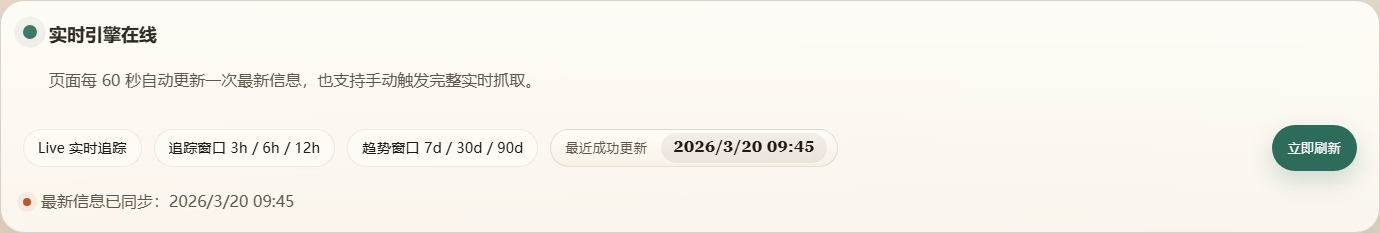 实时引擎在线
页面每 60 秒自动更新一次最新信息，也支持手动触发完整实时抓取。
Live 实时追踪
追踪窗口 3h / 6h / 12h
趋势窗口 7d / 30d / 90d
最近成功更新 2026/3/20 09:45
立即刷新
最新信息已同步：2026/3/20 09:45